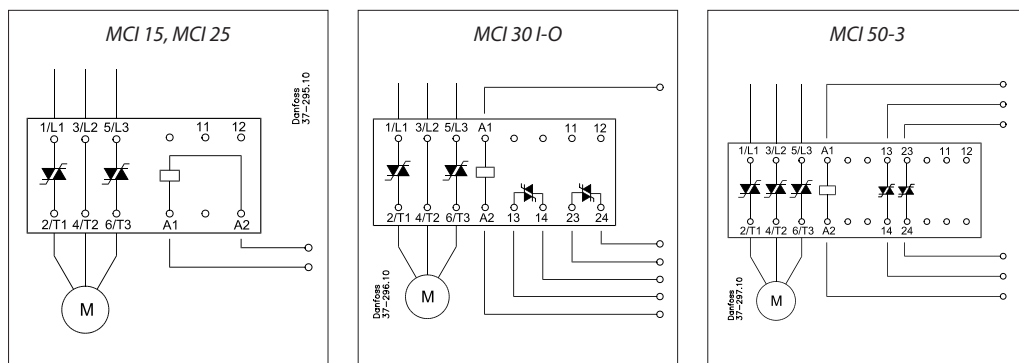 MCI 15, MCI 25
Danfoss
37-295.10
1/L1 3/L2 5/L3 11 12
2/T1 4/T2 6/T3 A1 A2
M
MCI 30 I-O
1/L1 3/L2 5/L3 A1 11 12
2/T1 4/T2 6/T3 A2 13 14 23 24
M
Danfoss
37-296.10
MCI 50-3
1/L1 3/L2 5/L3 A1 13 23 11 12
2/T1 4/T2 6/T3 A2 14 24
M
Danfoss
37-297.10